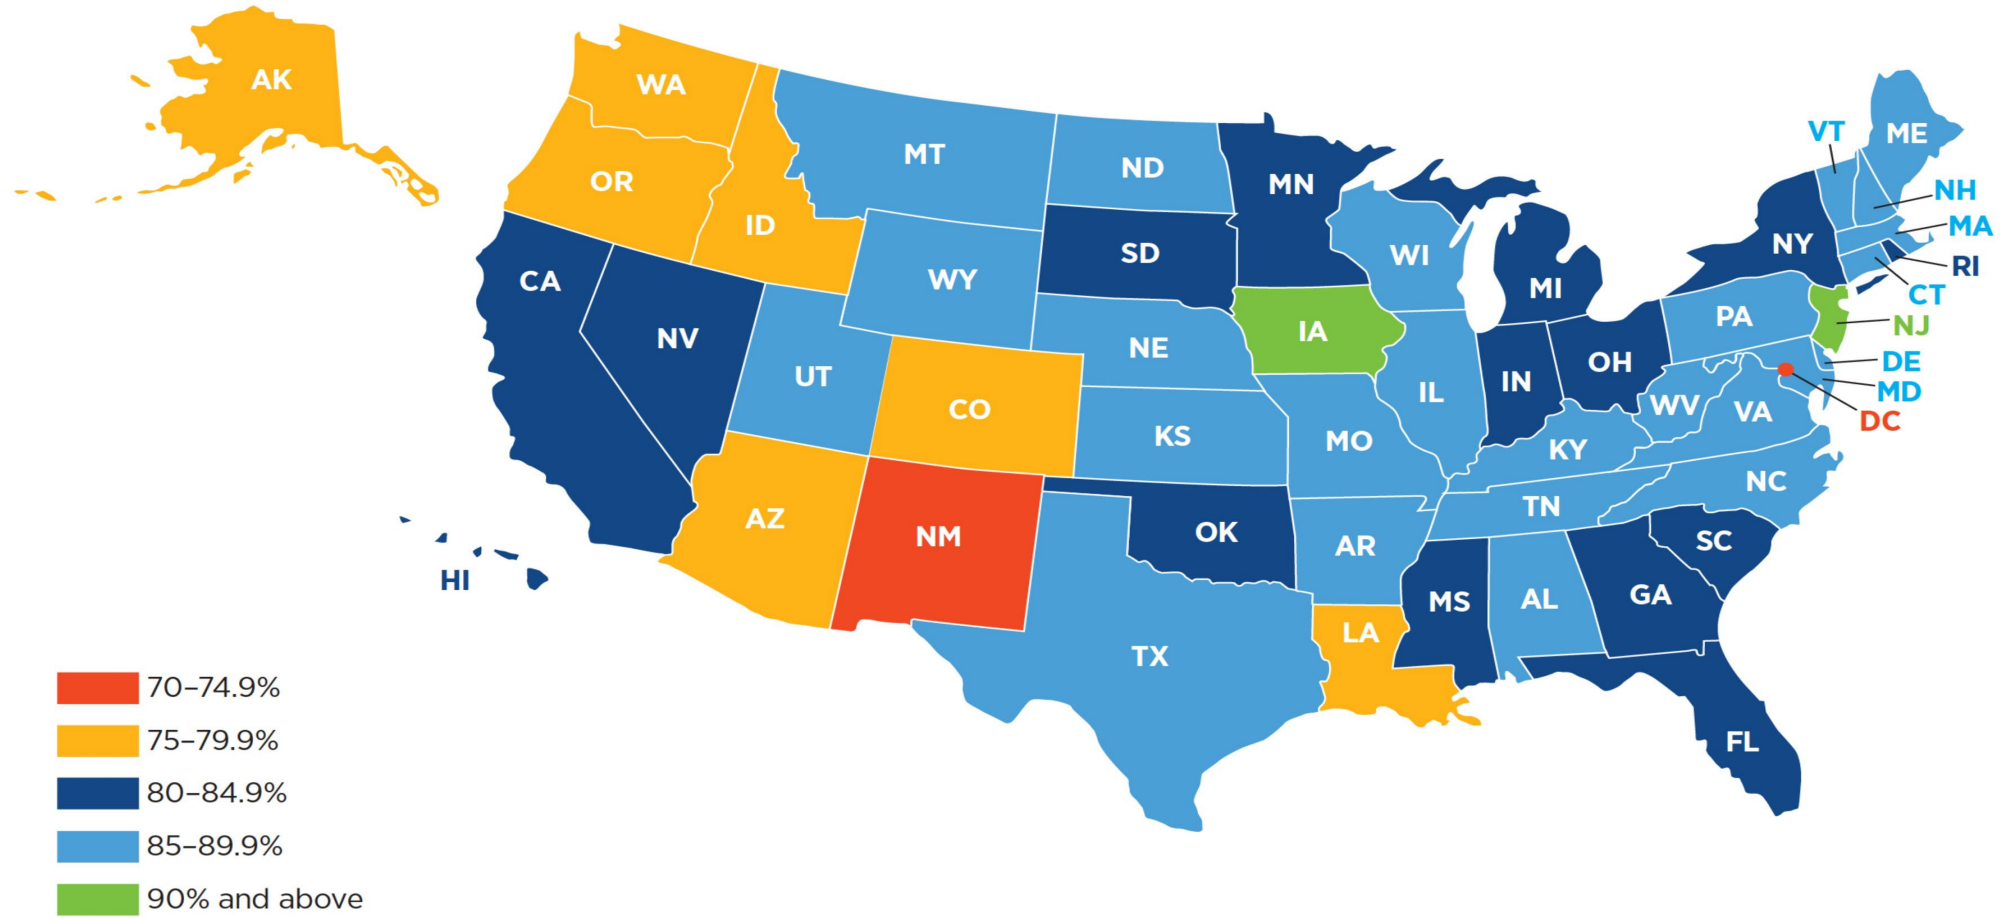 AK
WA
OR
ID
MT
ND
MN
VT
ME
NH
MA
RI
CT
NJ
DE
MD
DC
NY
WI
MI
SD
WY
CA
NV
UT
CO
NE
IA
PA
IL
IN
OH
WV
VA
KS
MO
KY
NC
AZ
NM
OK
AR
TN
SC
HI
TX
LA
MS
AL
GA
FL
70–74.9%
75–79.9%
80–84.9%
85–89.9%
90% and above